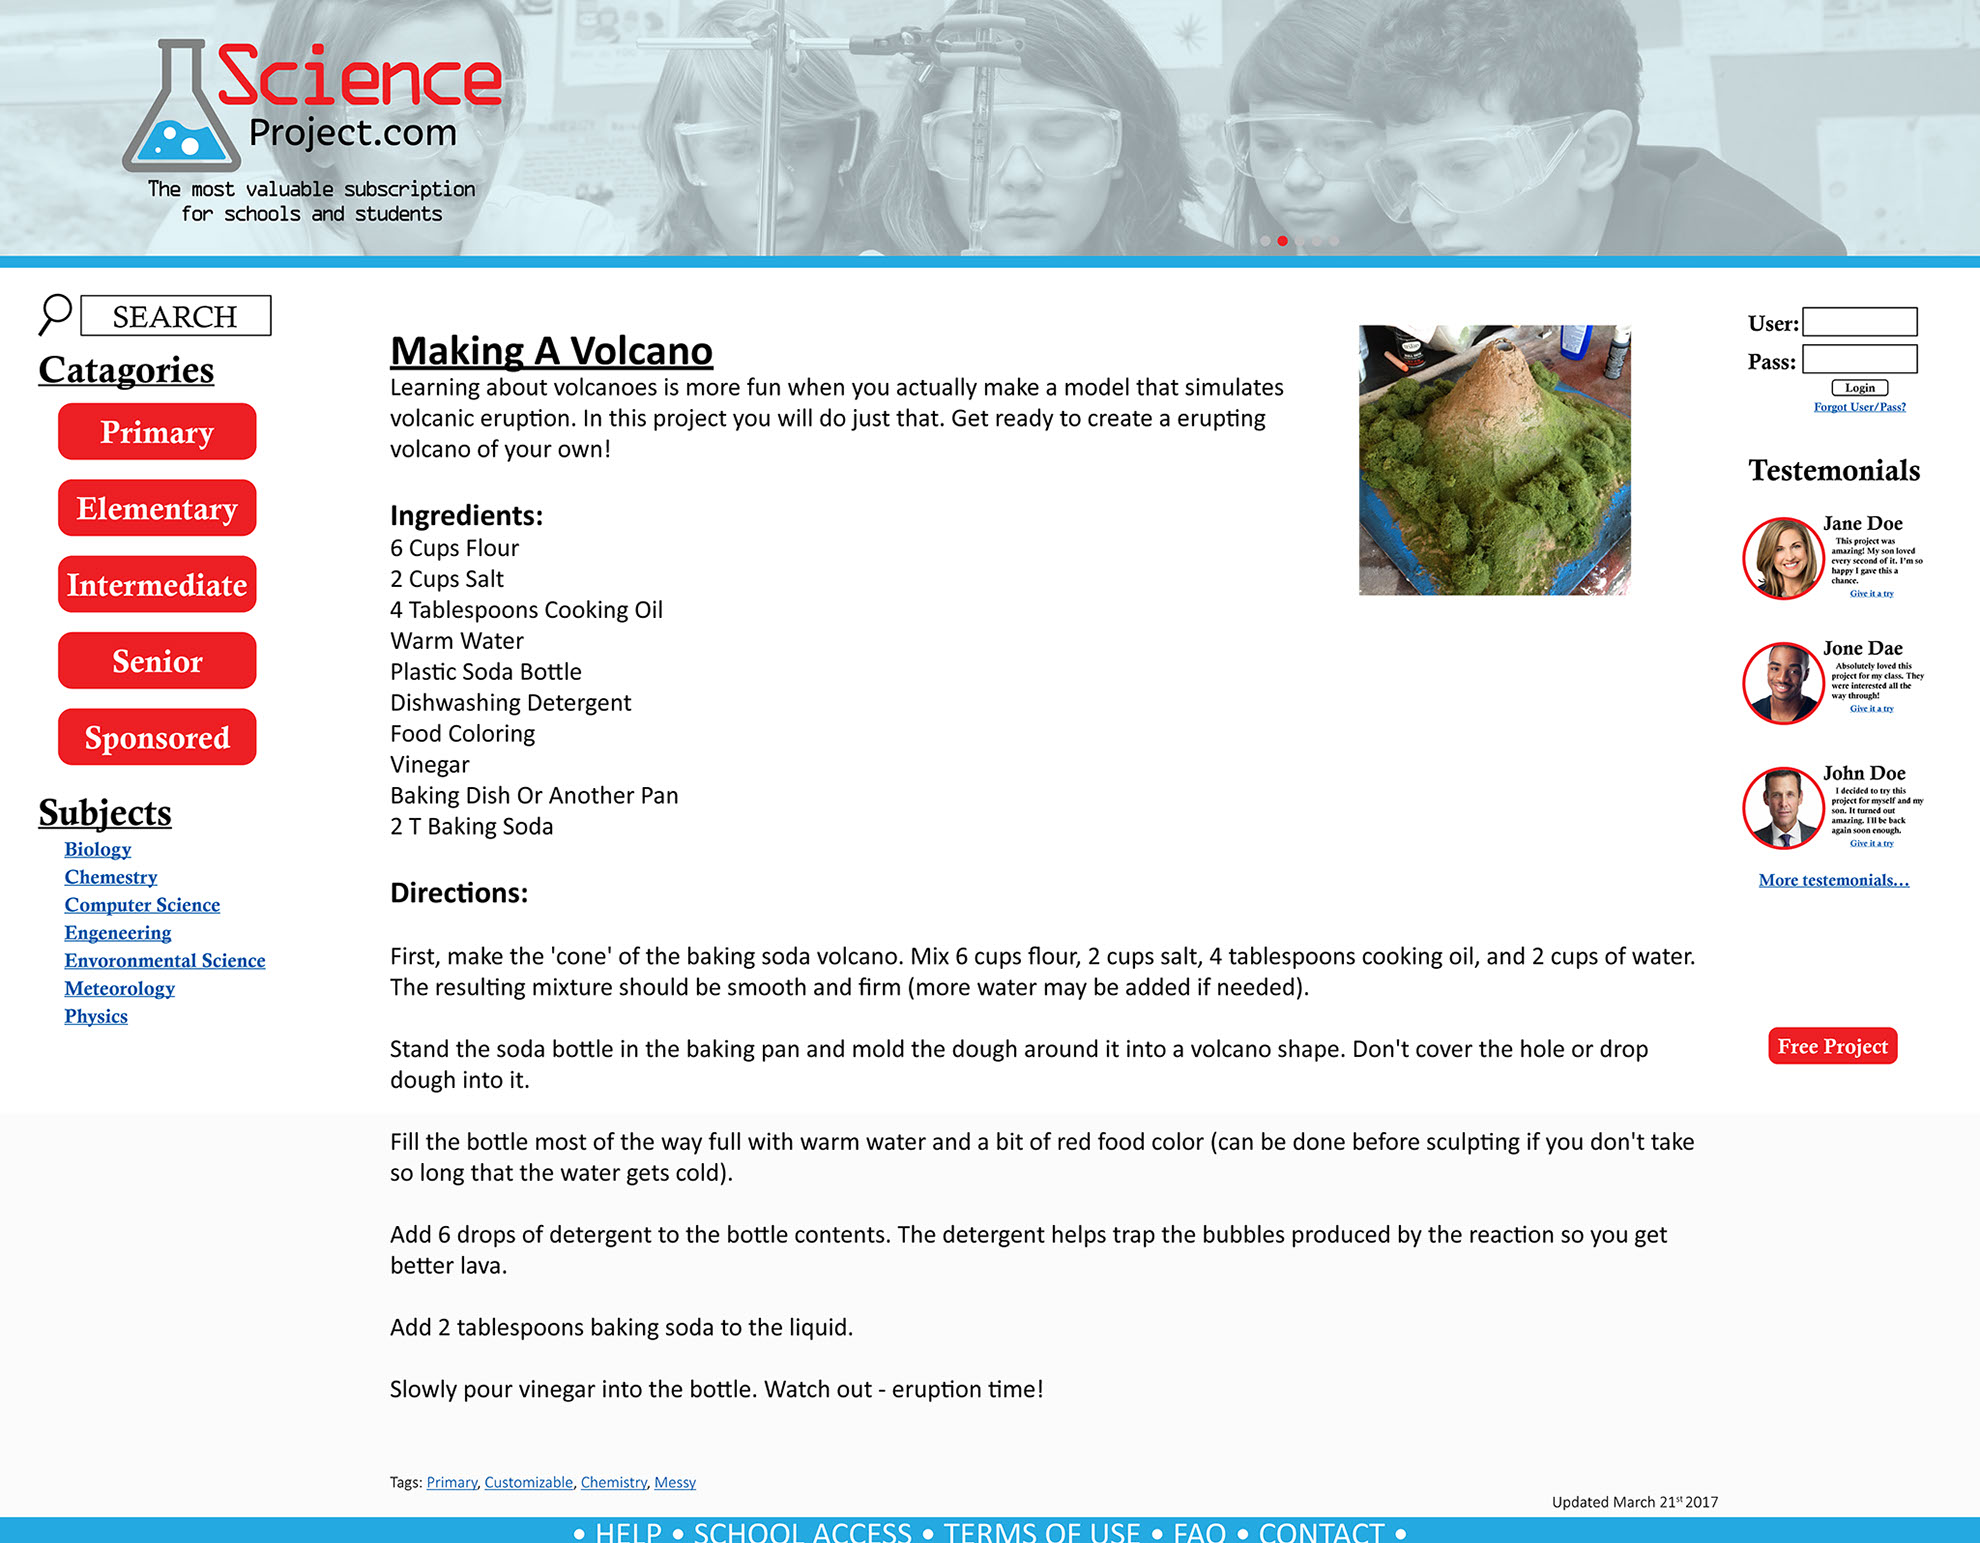 Science
Project.com
The most valuable subscription
for schools and students
SEARCH
Catagories
Primary
Elementary
Intermediate
Senior
Sponsored
Subjects
Biology
Chemestry
Computer Science
Engeneering
Envoronmental Science
Meteorology
Physics
Making A Volcano
Learning about volcanoes is more fun when you actually make a model that simulates
volcanic eruption. In this project you will do just that. Get ready to create a erupting
volcano of your own!
Ingredients:
6 Cups Flour
2 Cups Salt
4 Tablespoons Cooking Oil
Warm Water
Plastic Soda Bottle
Dishwashing Detergent
Food Coloring
Vinegar
Baking Dish Or Another Pan
2 T Baking Soda
Directions:
First, make the 'cone' of the baking soda volcano. Mix 6 cups flour, 2 cups salt, 4 tablespoons cooking oil, and 2 cups of water.
The resulting mixture should be smooth and firm (more water may be added if needed).
Stand the soda bottle in the baking pan and mold the dough around it into a volcano shape. Don't cover the hole or drop
dough into it.
Fill the bottle most of the way full with warm water and a bit of red food color (can be done before sculpting if you don't take
so long that the water gets cold).
Add 6 drops of detergent to the bottle contents. The detergent helps trap the bubbles produced by the reaction so you get
better lava.
Add 2 tablespoons baking soda to the liquid.
Slowly pour vinegar into the bottle. Watch out - eruption time!
Tags: Primary, Customizable, Chemistry, Messy
Updated March 21st 2017
User:
Pass:
Login
Forgot User/Pass?
Testemonials
Jane Doe
This project was
amazing! My son loved
every second of it. I'm so
happy I gave this a
chance.
Give it a try
Jone Dae
Absolutely loved this
project for my class. They
were interested all the
way through!
Give it a try
John Doe
I decided to try this
project for myself and my
son. It turned out
amazing. I'll be back
again soon enough.
Give it a try
More testemonials...
Free Project
• HELP • SCHOOL ACCESS • TERMS OF USE • FAQ • CONTACT •